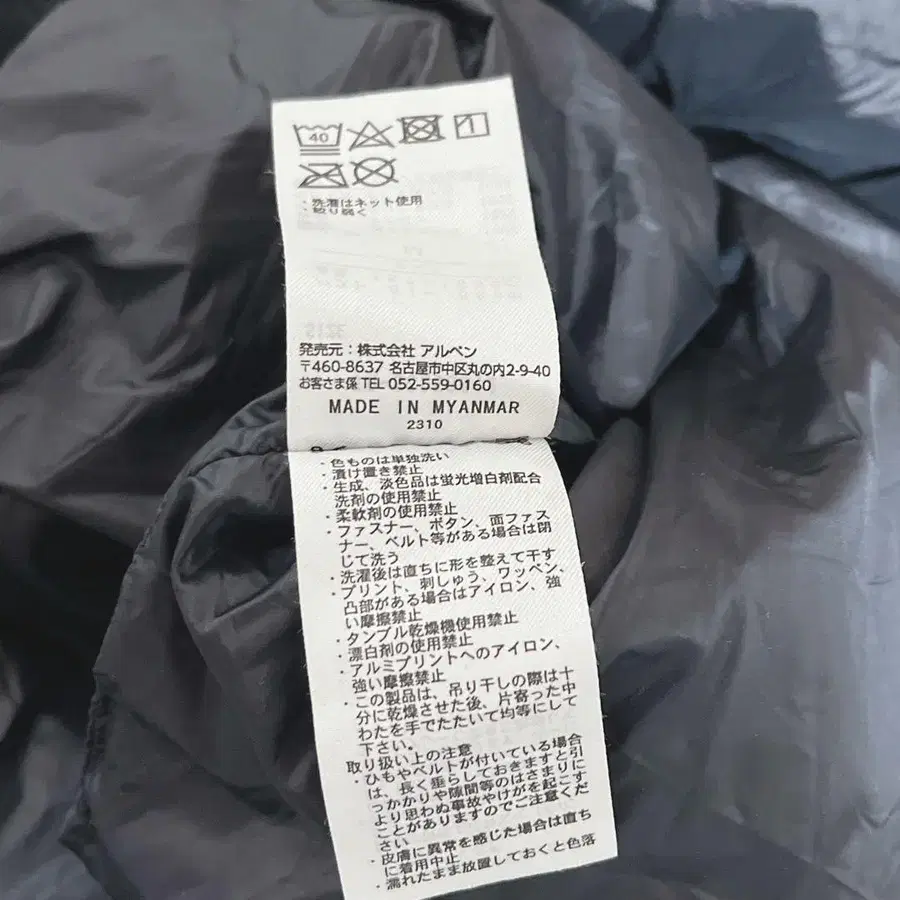 40
・洗濯はネット使用
・絞り弱く
発売元：株式会社 アルペン
〒460-8637 名古屋市中区丸の内2-9-40
お客さま係 TEL 052-559-0160
MADE IN MYANMAR
2310
・色ものは単独洗い
・漬け置き禁止
・生成、淡色品は蛍光増白剤配合
洗剤の使用禁止
・柔軟剤の使用禁止
・ファスナー、ボタン、面ファス
ナー、ベルト等がある場合は閉
じて洗う
・洗濯後は直ちに形を整えて干す
・プリント、刺しゅう、ワッペン、
凸部がある場合はアイロン、強
い摩擦禁止
・タンブル乾燥機使用禁止
・漂白剤の使用禁止
・アルミプリントへのアイロン、
強い摩擦禁止
・この製品は、吊り干しの際は十
分に乾燥させた後、片寄った中
わたを手でたたいて均等にして
下さい。
取り扱い上の注意
・ひもやベルトが付いている場合
は、長く垂らしておきますと引
っかかりや隙間等のはさまりに
より思わぬ事故やけがを起こす
ことがありますのでご注意くだ
・皮膚に異常を感じた場合は直ち
に着用中止
・濡れたまま放置しておくと色落